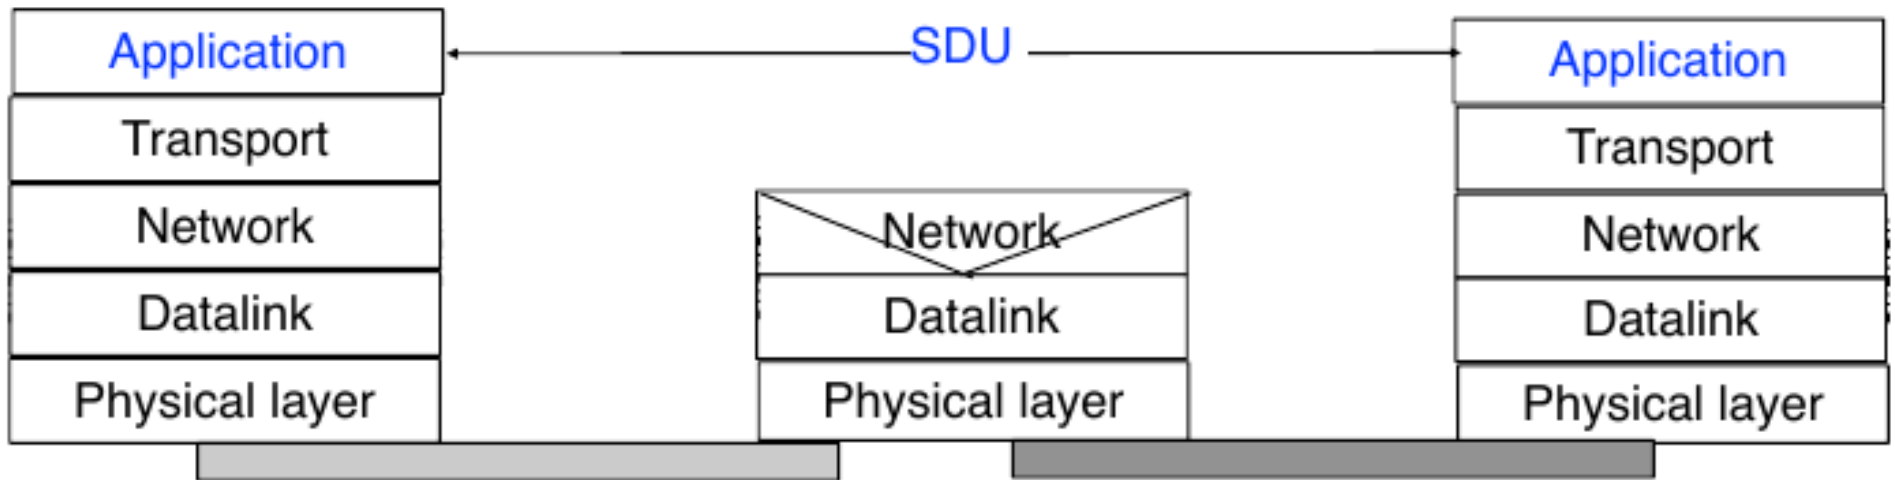 Application
Transport
Network
Datalink
Physical layer
SDU
Network
Datalink
Physical layer
Application
Transport
Network
Datalink
Physical layer